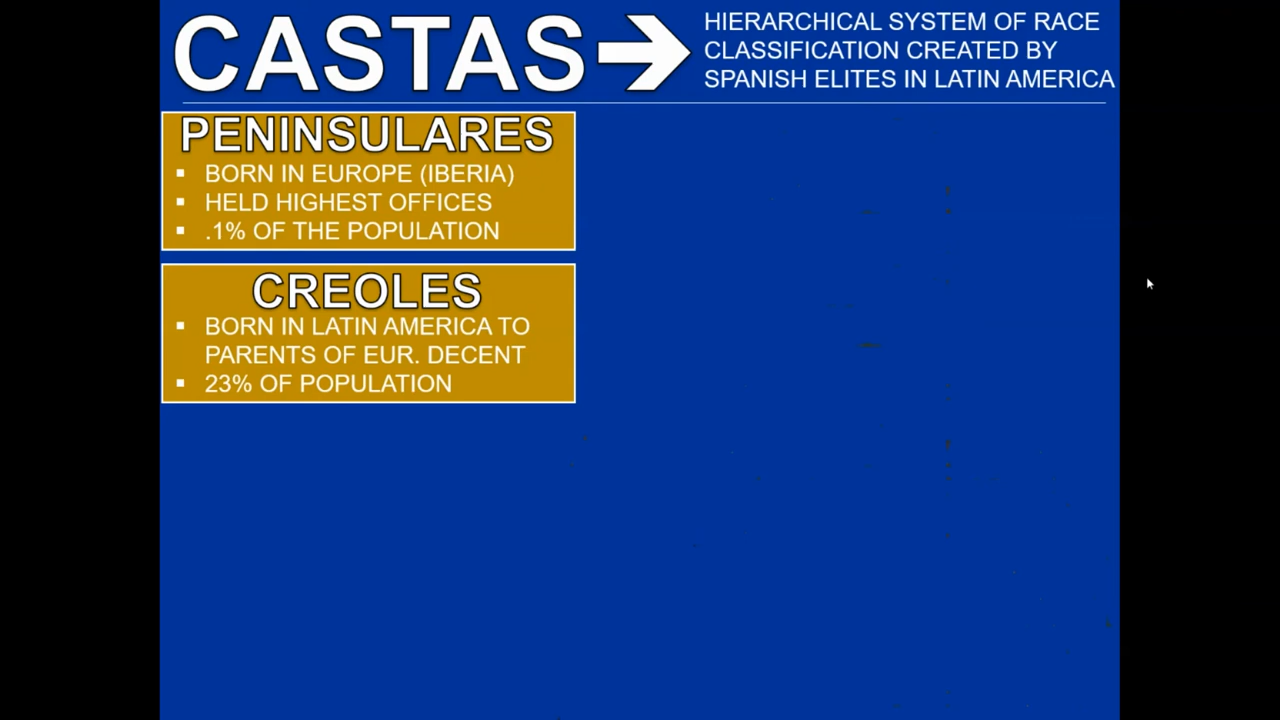 CASTAS→
HIERARCHICAL SYSTEM OF RACE
CLASSIFICATION CREATED BY
SPANISH ELITES IN LATIN AMERICA
PENINSULARES
▪ BORN IN EUROPE (IBERIA)
▪ HELD HIGHEST OFFICES
▪ .1% OF THE POPULATION
CREOLES
▪ BORN IN LATIN AMERICA TO
PARENTS OF EUR. DECENT
▪ 23% OF POPULATION